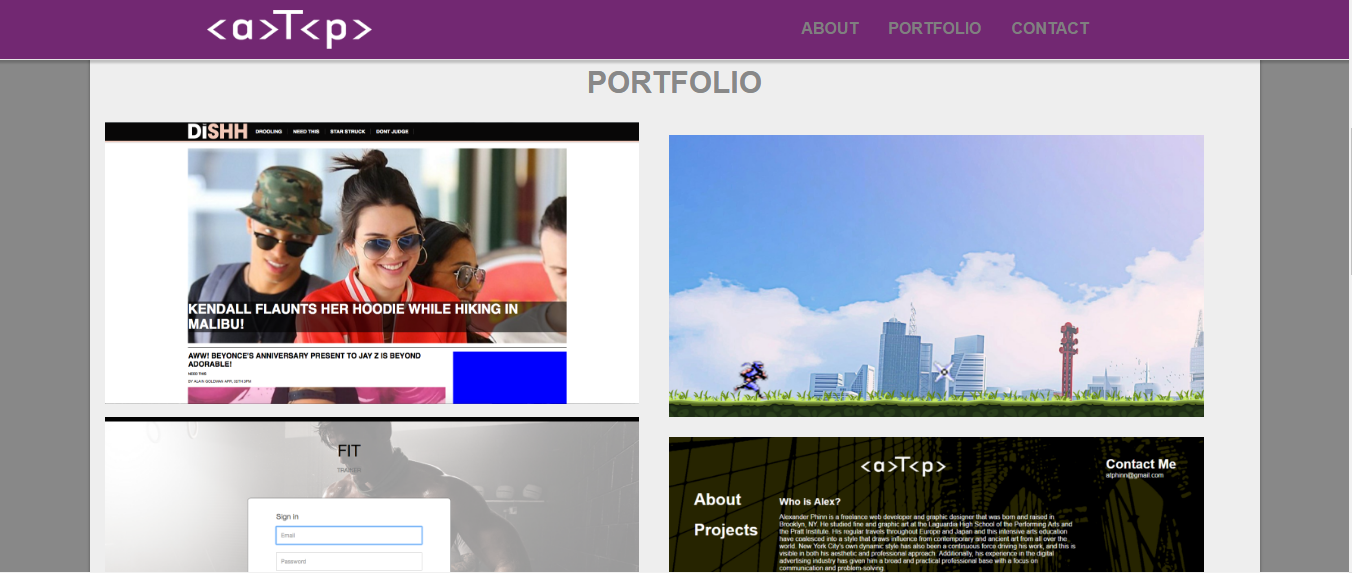 <a>T<p>
ABOUT PORTFOLIO CONTACT
PORTFOLIO
DiSHH DROOLING NEED THIS STAR STRUCK DONT JUDGE
KENDALL FLAUNTS HER HOODIE WHILE HIKING IN
MALIBU!
AWW! BEYONCE'S ANNIVERSARY PRESENT TO JAY Z IS BEYOND
ADORABLE!
NEED THIS
FIT
TRAINER
Sign in
Email
Password
<a>T<p>
Contact Me
atphinn@gmail.com
About
Projects
Who is Alex?
Alexander Phinn is a freelance web developer and graphic designer that was born and raised in
Brooklyn, NY. He studied fine and graphic art at the Laguardia High School of the Performing Arts and
the Pratt Institute. His regular travels throughout Europe and Japan and this intensive arts education
have coalesced into a style that draws influence from contemporary and ancient art from all over the
world. New York City's own dynamic style has also been a continuous force driving his work, and this is
visible in both his aesthetic and professional approach. Additionally, his experience in the digital
advertising industry has given him a broad and practical professional base with a focus on
communication and problem-solving.